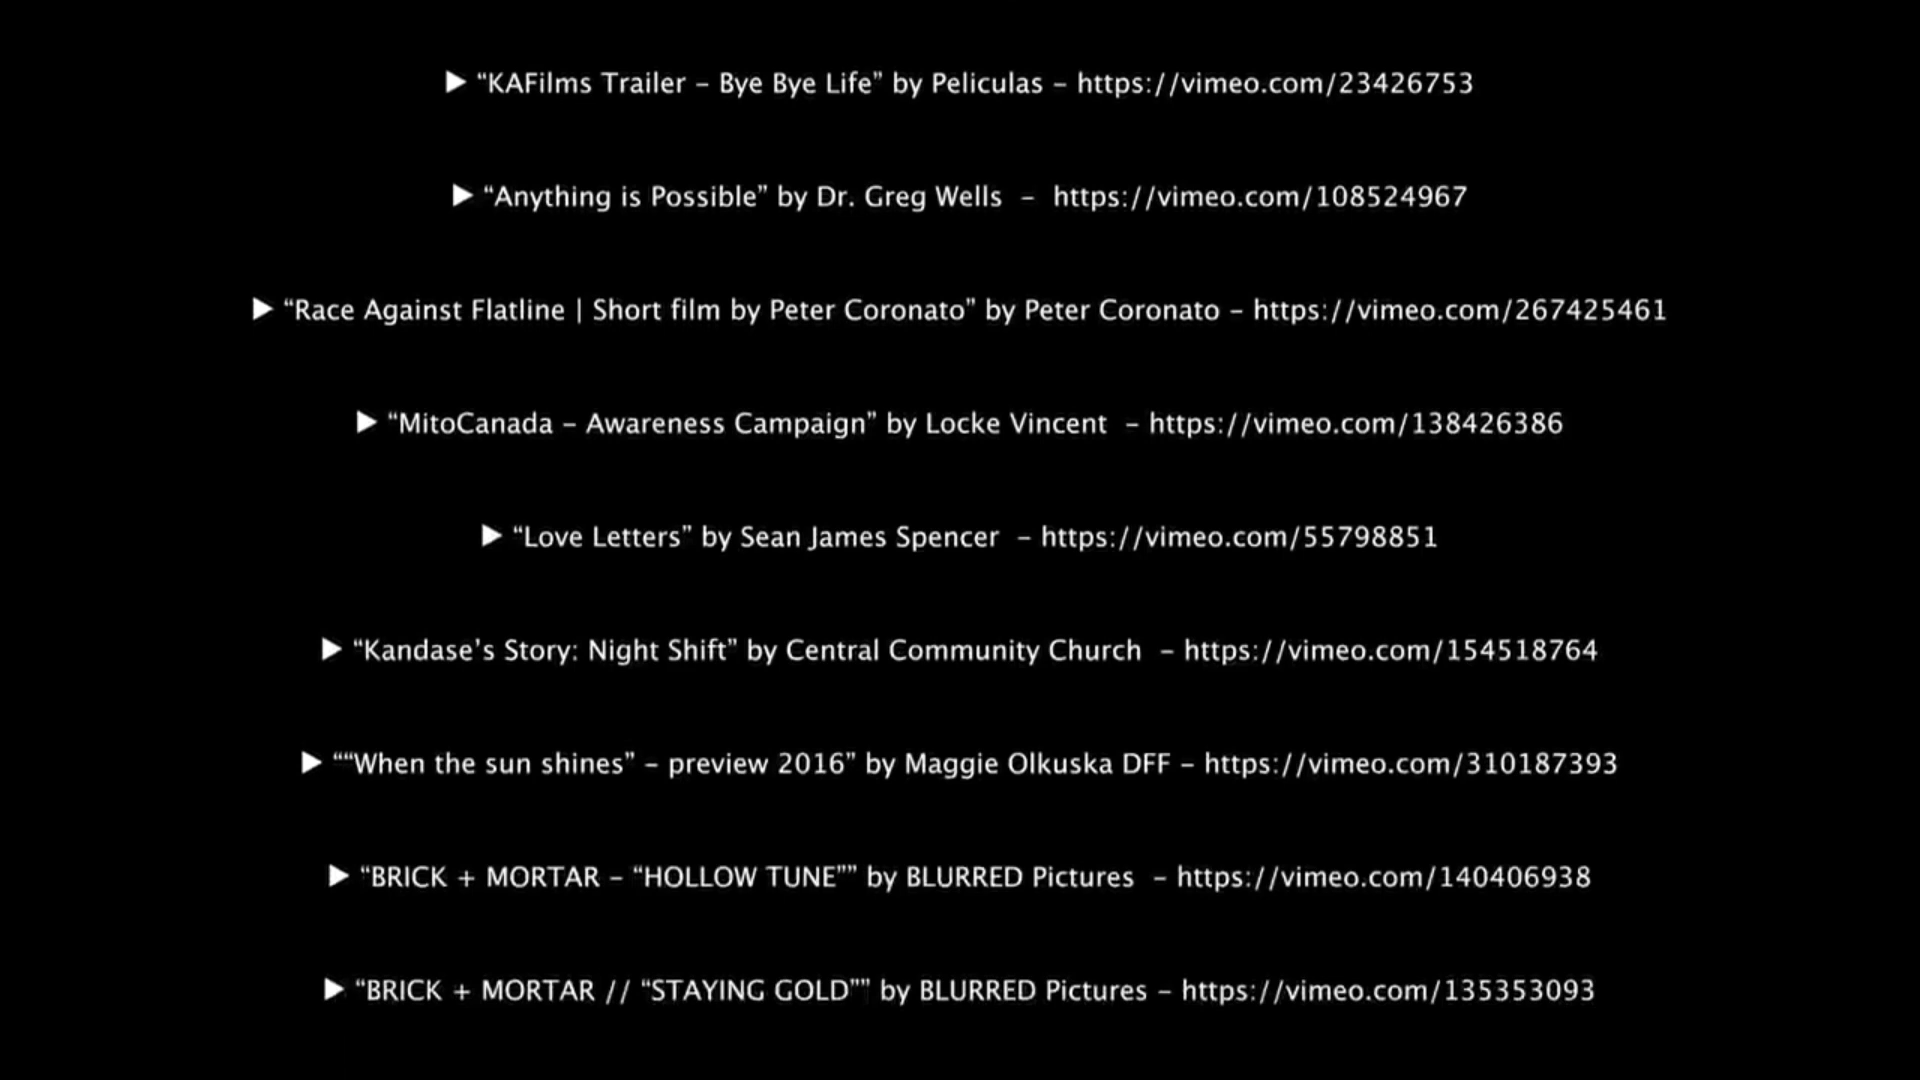 ▶ “KAFilms Trailer – Bye Bye Life” by Peliculas – https://vimeo.com/23426753
▶ “Anything is Possible” by Dr. Greg Wells – https://vimeo.com/108524967
▶ “Race Against Flatline | Short film by Peter Coronato” by Peter Coronato – https://vimeo.com/267425461
▶ “MitoCanada – Awareness Campaign” by Locke Vincent – https://vimeo.com/138426386
▶ “Love Letters” by Sean James Spencer – https://vimeo.com/55798851
▶ “Kandase’s Story: Night Shift” by Central Community Church – https://vimeo.com/154518764
▶ ““When the sun shines” – preview 2016” by Maggie Olkuska DFF – https://vimeo.com/310187393
▶ “BRICK + MORTAR – “HOLLOW TUNE”” by BLURRED Pictures – https://vimeo.com/140406938
▶ “BRICK + MORTAR // “STAYING GOLD”” by BLURRED Pictures – https://vimeo.com/135353093